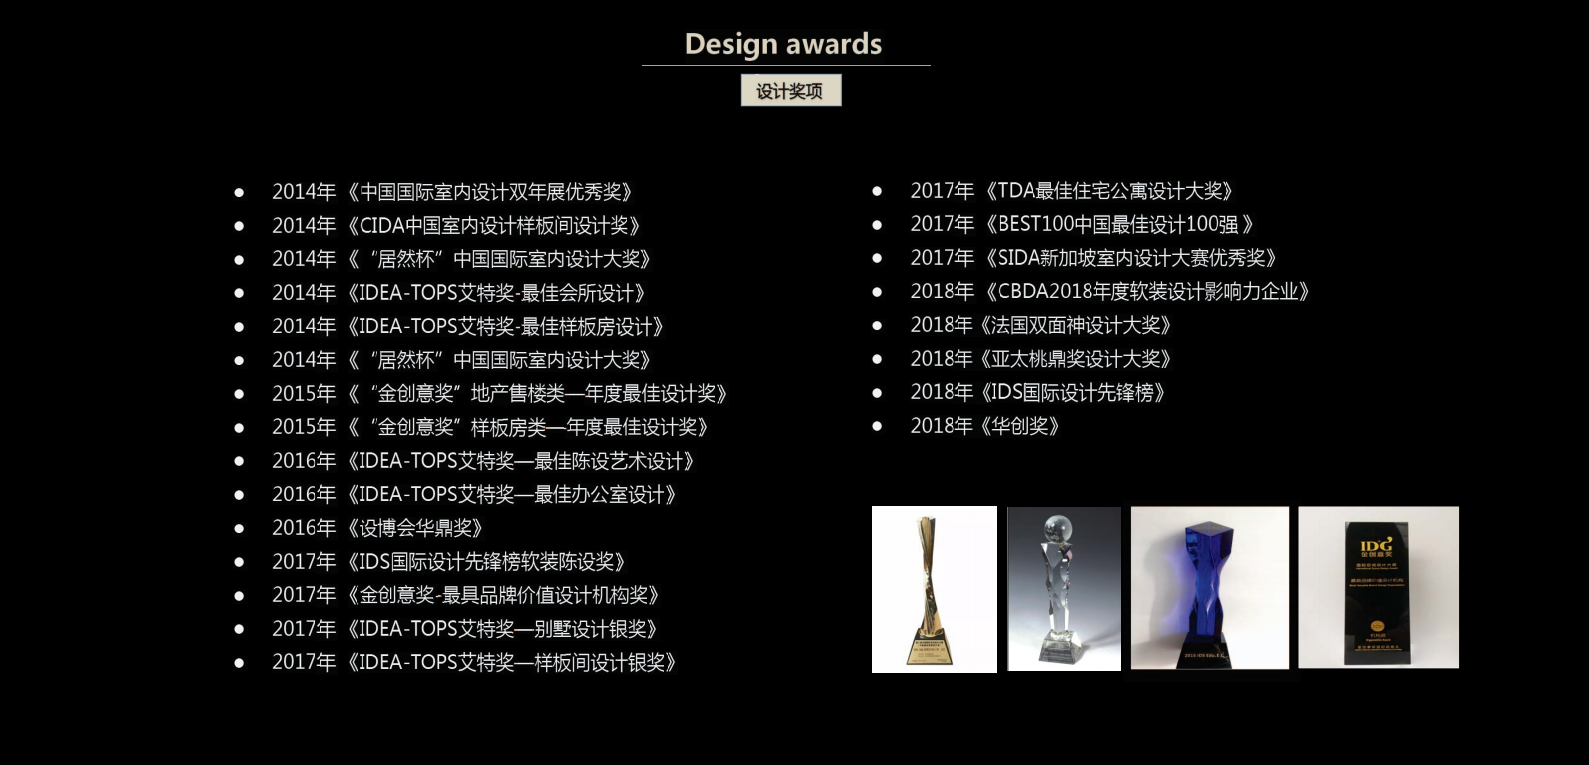 Design awards
设计奖项
● 2014年 《中国国际室内设计双年展优秀奖》
● 2014年 《CIDA中国室内设计样板间设计奖》
● 2014年 《“居然杯”中国国际室内设计大奖》
● 2014年 《IDEA-TOPS艾特奖-最佳会所设计》
● 2014年 《IDEA-TOPS艾特奖-最佳样板房设计》
● 2014年 《“居然杯”中国国际室内设计大奖》
● 2015年 《“金创意奖”地产售楼类—年度最佳设计奖》
● 2015年 《“金创意奖”样板房类—年度最佳设计奖》
● 2016年 《IDEA-TOPS艾特奖—最佳陈设艺术设计》
● 2016年 《IDEA-TOPS艾特奖—最佳办公室设计》
● 2016年 《设博会华鼎奖》
● 2017年 《IDS国际设计先锋榜软装陈设奖》
● 2017年 《金创意奖-最具品牌价值设计机构奖》
● 2017年 《IDEA-TOPS艾特奖—别墅设计银奖》
● 2017年 《IDEA-TOPS艾特奖—样板间设计银奖》
● 2017年 《TDA最佳住宅公寓设计大奖》
● 2017年 《BEST100中国最佳设计100强 》
● 2017年 《SIDA新加坡室内设计大赛优秀奖》
● 2018年 《CBDA2018年度软装设计影响力企业》
● 2018年《法国双面神设计大奖》
● 2018年《亚太桃鼎奖设计大奖》
● 2018年《IDS国际设计先锋榜》
● 2018年《华创奖》
IDG
金创意奖